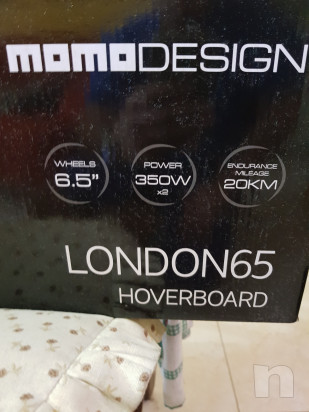 momoDESIGN
WHEELS
6.5"
POWER
350W
x2
ENDURANCE
MILEAGE
20KM
LONDON65
HOVERBOARD
n